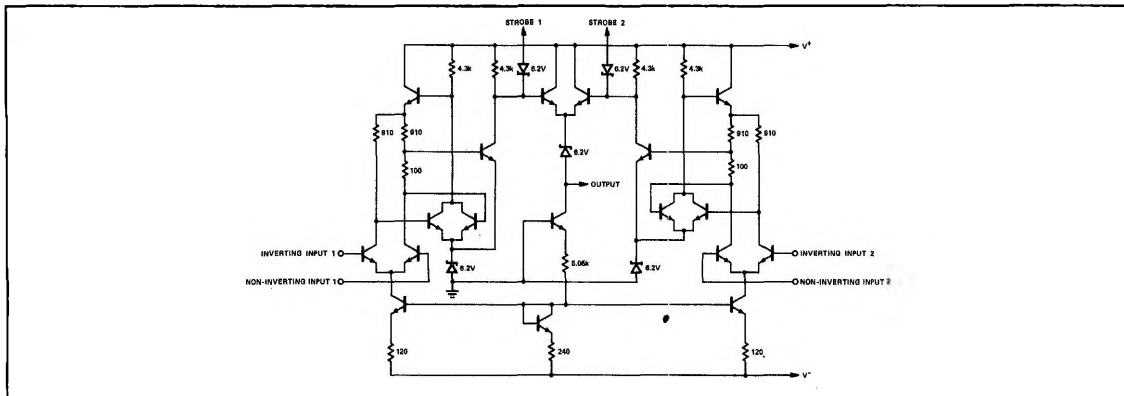 STROBE 1 STROBE 2
V+
4.3k 4.3k 6.2V 6.2V 4.3k 4.3k
910 910 6.2V 910 910
100 100
OUTPUT
INVERTING INPUT 1 6.2V 5.05k 6.2V INVERTING INPUT 2
NON-INVERTING INPUT 1 NON-INVERTING INPUT 2
120 240 120
V-